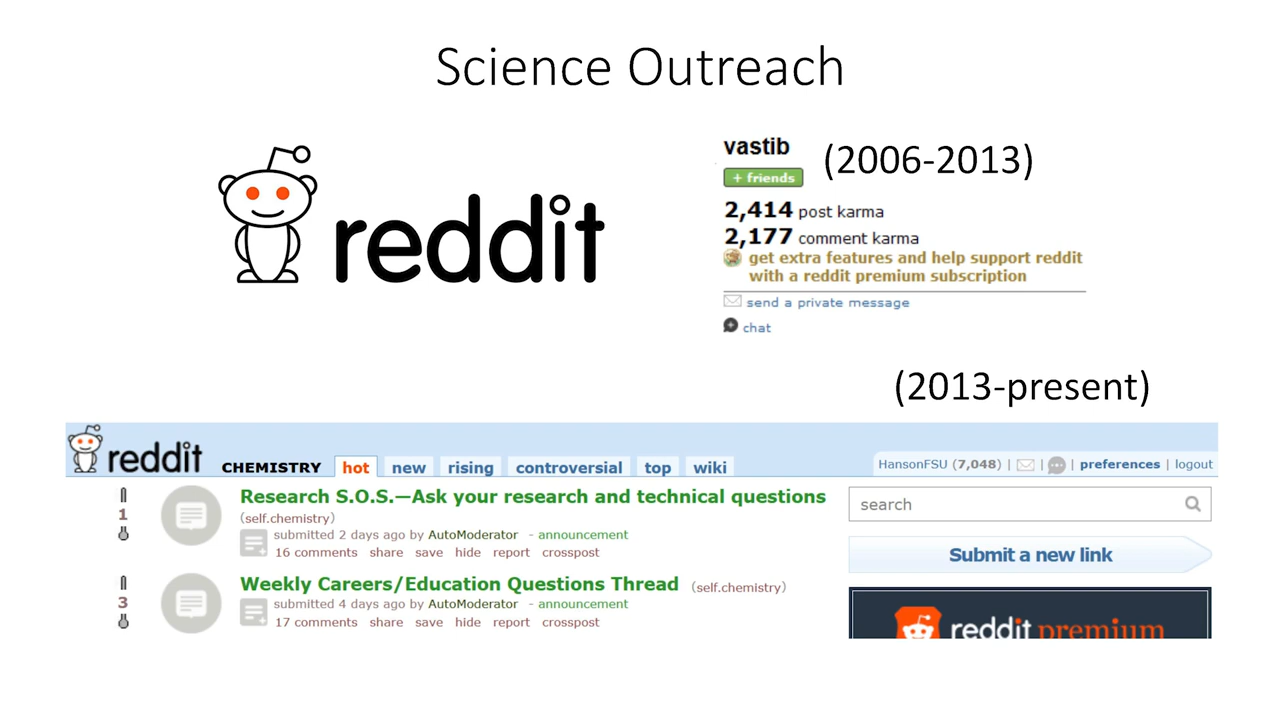 Science Outreach
reddit
vastib
(2006-2013)
+ friends
2,414 post karma
2,177 comment karma
get extra features and help support reddit
with a reddit premium subscription
send a private message
chat
(2013-present)
reddit CHEMISTRY hot new rising controversial top wiki
HansonFSU (7,048) | | | preferences | logout
1
Research S.O.S.—Ask your research and technical questions
(self.chemistry)
submitted 2 days ago by AutoModerator - announcement
16 comments share save hide report crosspost
3
Weekly Careers/Education Questions Thread (self.chemistry)
submitted 4 days ago by AutoModerator - announcement
17 comments share save hide report crosspost
search
Submit a new link
reddit premium